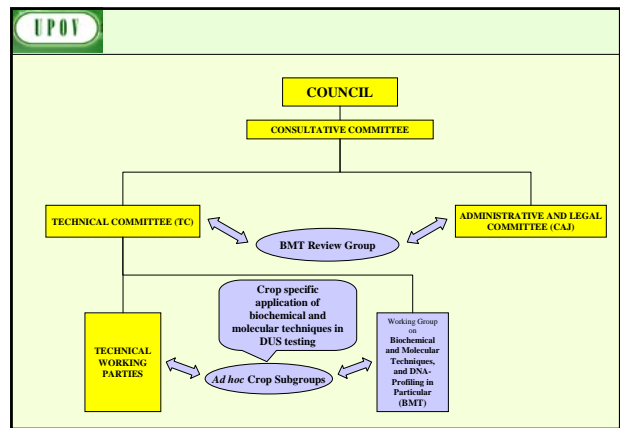 UPOV
COUNCIL
CONSULTATIVE COMMITTEE
TECHNICAL COMMITTEE (TC)
BMT Review Group
ADMINISTRATIVE AND LEGAL
COMMITTEE (CAJ)
Crop specific
application of
biochemical and
molecular techniques in
DUS testing
TECHNICAL
WORKING
PARTIES
Ad hoc Crop Subgroups
Working Group
on
Biochemical
and Molecular
Techniques,
and DNA-
Profiling in
Particular
(BMT)